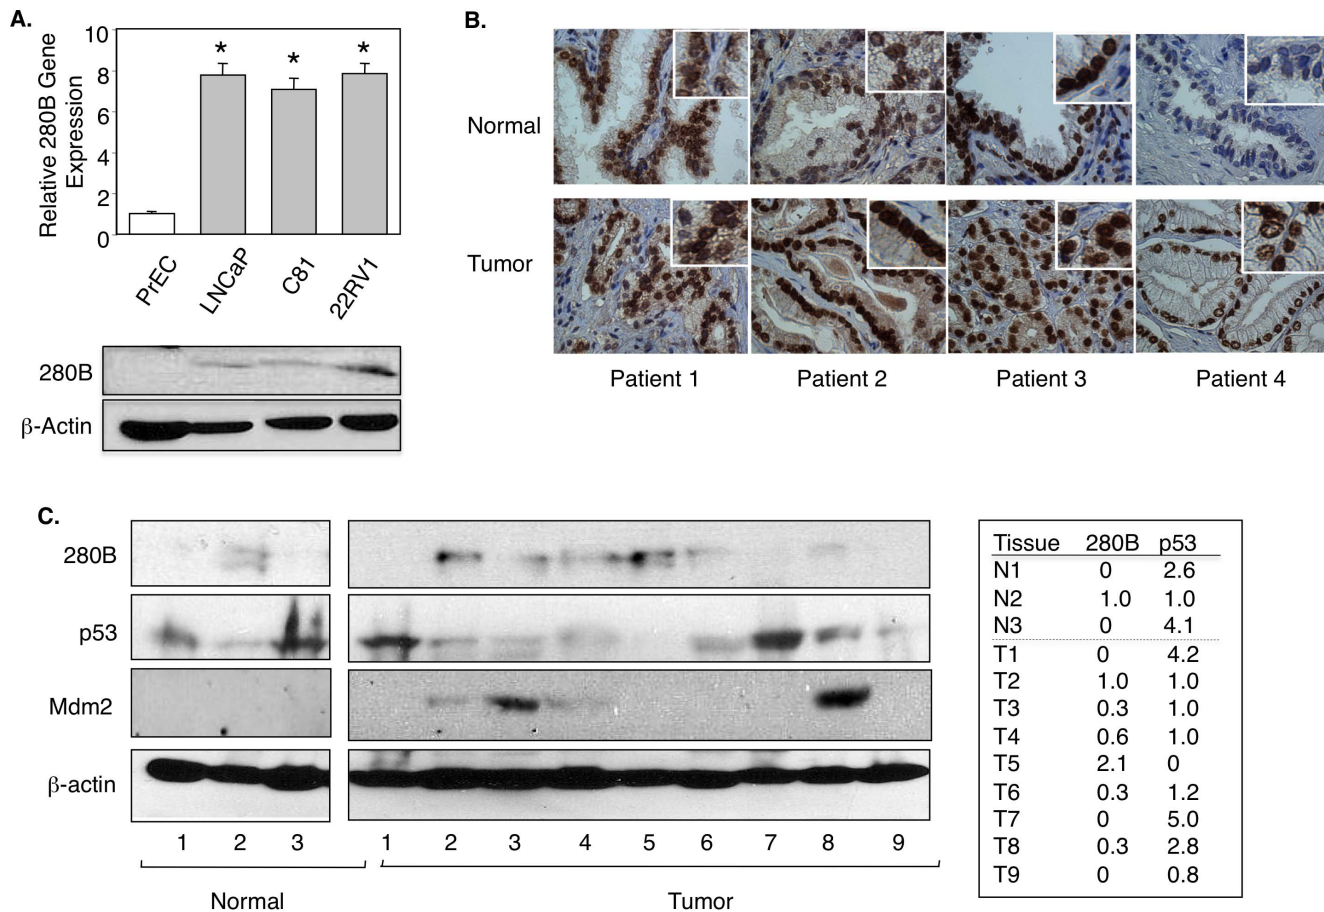 A.
Relative 280B Gene
Expression
10
8
6
4
2
0
*
*
*
PrEC
LNCaP
C81
22RV1
280B
β-Actin
B.
Normal
Tumor
Patient 1
Patient 2
Patient 3
Patient 4
C.
280B
p53
Mdm2
β-actin
1 2 3
1 2 3 4 5 6 7 8 9
Normal
Tumor
Tissue 280B p53
N1 0 2.6
N2 1.0 1.0
N3 0 4.1
T1 0 4.2
T2 1.0 1.0
T3 0.3 1.0
T4 0.6 1.0
T5 2.1 0
T6 0.3 1.2
T7 0 5.0
T8 0.3 2.8
T9 0 0.8